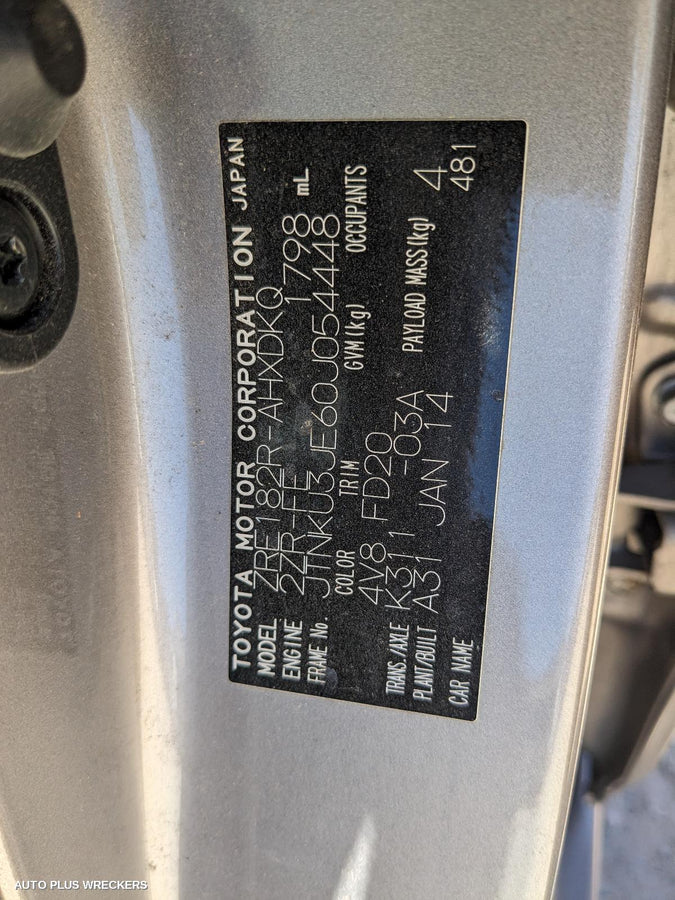 TOYOTA MOTOR CORPORATION JAPAN
MODEL ZRE182R-AHXDKQ
ENGINE 2ZR-FE 1798 mL
FRAME No. JTNKU3JE60J054448
COLOR TRIM GVM(kg) OCCUPANTS
4V8 FD20 4
TRANS./AXLE K311 -03A PAYLOAD MASS(kg) 481
PLANT/BUILT A31 JAN 14
CAR NAME
AUTO PLUS WRECKERS